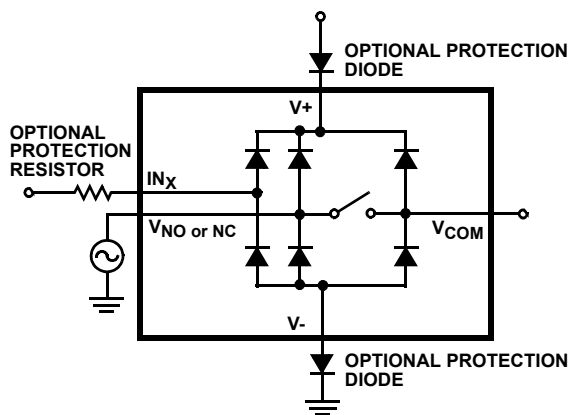 OPTIONAL PROTECTION
DIODE
V+
OPTIONAL
PROTECTION
RESISTOR
INX
VNO or NC
VCOM
V-
OPTIONAL PROTECTION
DIODE